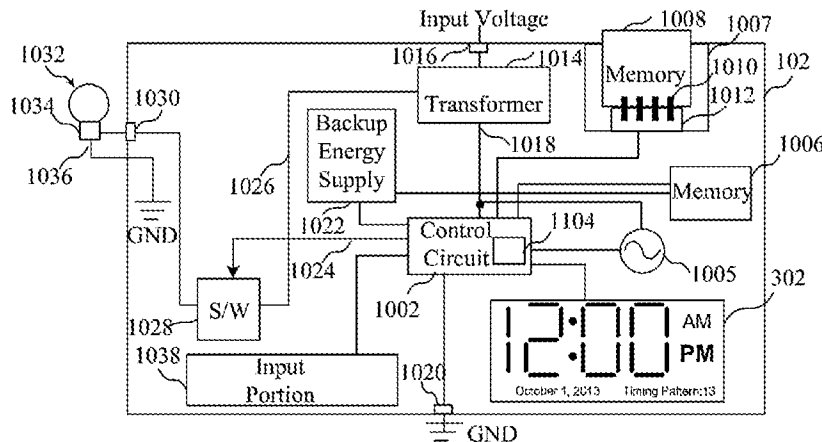 Input Voltage
1008
1007
1016
1014
1010
102
1032
Memory
1012
1034
1030
Transformer
Backup
Energy
Supply
1018
1006
1036
1026
Memory
1022
GND
Control
Circuit
1104
1024
1005
1002
302
S/W
1028
12:00
AM
PM
1038
Input
Portion
1020
October 1, 2013
Timing Pattern:13
GND